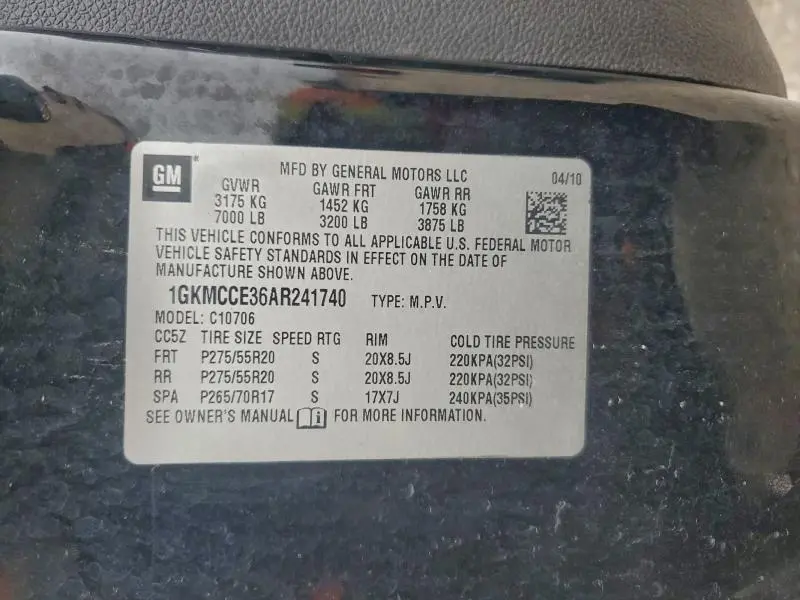 GM
MFD BY GENERAL MOTORS LLC
04/10
GVWR GAWR FRT GAWR RR
3175 KG 1452 KG 1758 KG
7000 LB 3200 LB 3875 LB
THIS VEHICLE CONFORMS TO ALL APPLICABLE U.S. FEDERAL MOTOR
VEHICLE SAFETY STANDARDS IN EFFECT ON THE DATE OF
MANUFACTURE SHOWN ABOVE.
1GKMCCE36AR241740 TYPE: M.P.V.
MODEL: C10706
CC5Z TIRE SIZE SPEED RTG RIM COLD TIRE PRESSURE
FRT P275/55R20 S 20X8.5J 220KPA(32PSI)
RR P275/55R20 S 20X8.5J 220KPA(32PSI)
SPA P265/70R17 S 17X7J 240KPA(35PSI)
SEE OWNER'S MANUAL i FOR MORE INFORMATION.